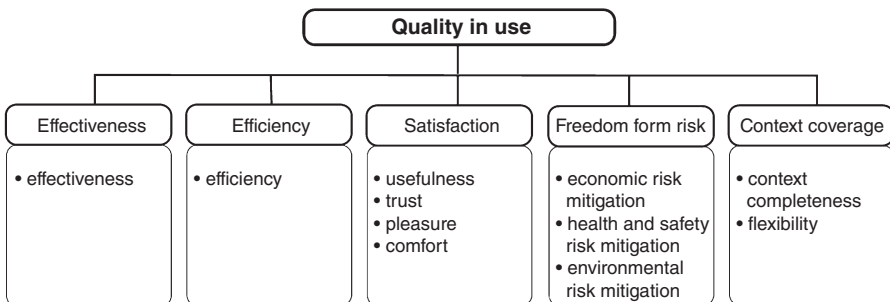 Quality in use
Effectiveness
Efficiency
Satisfaction
Freedom form risk
Context coverage
• effectiveness
• efficiency
• usefulness
• trust
• pleasure
• comfort
• economic risk
mitigation
• health and safety
risk mitigation
• environmental
risk mitigation
• context
completeness
• flexibility